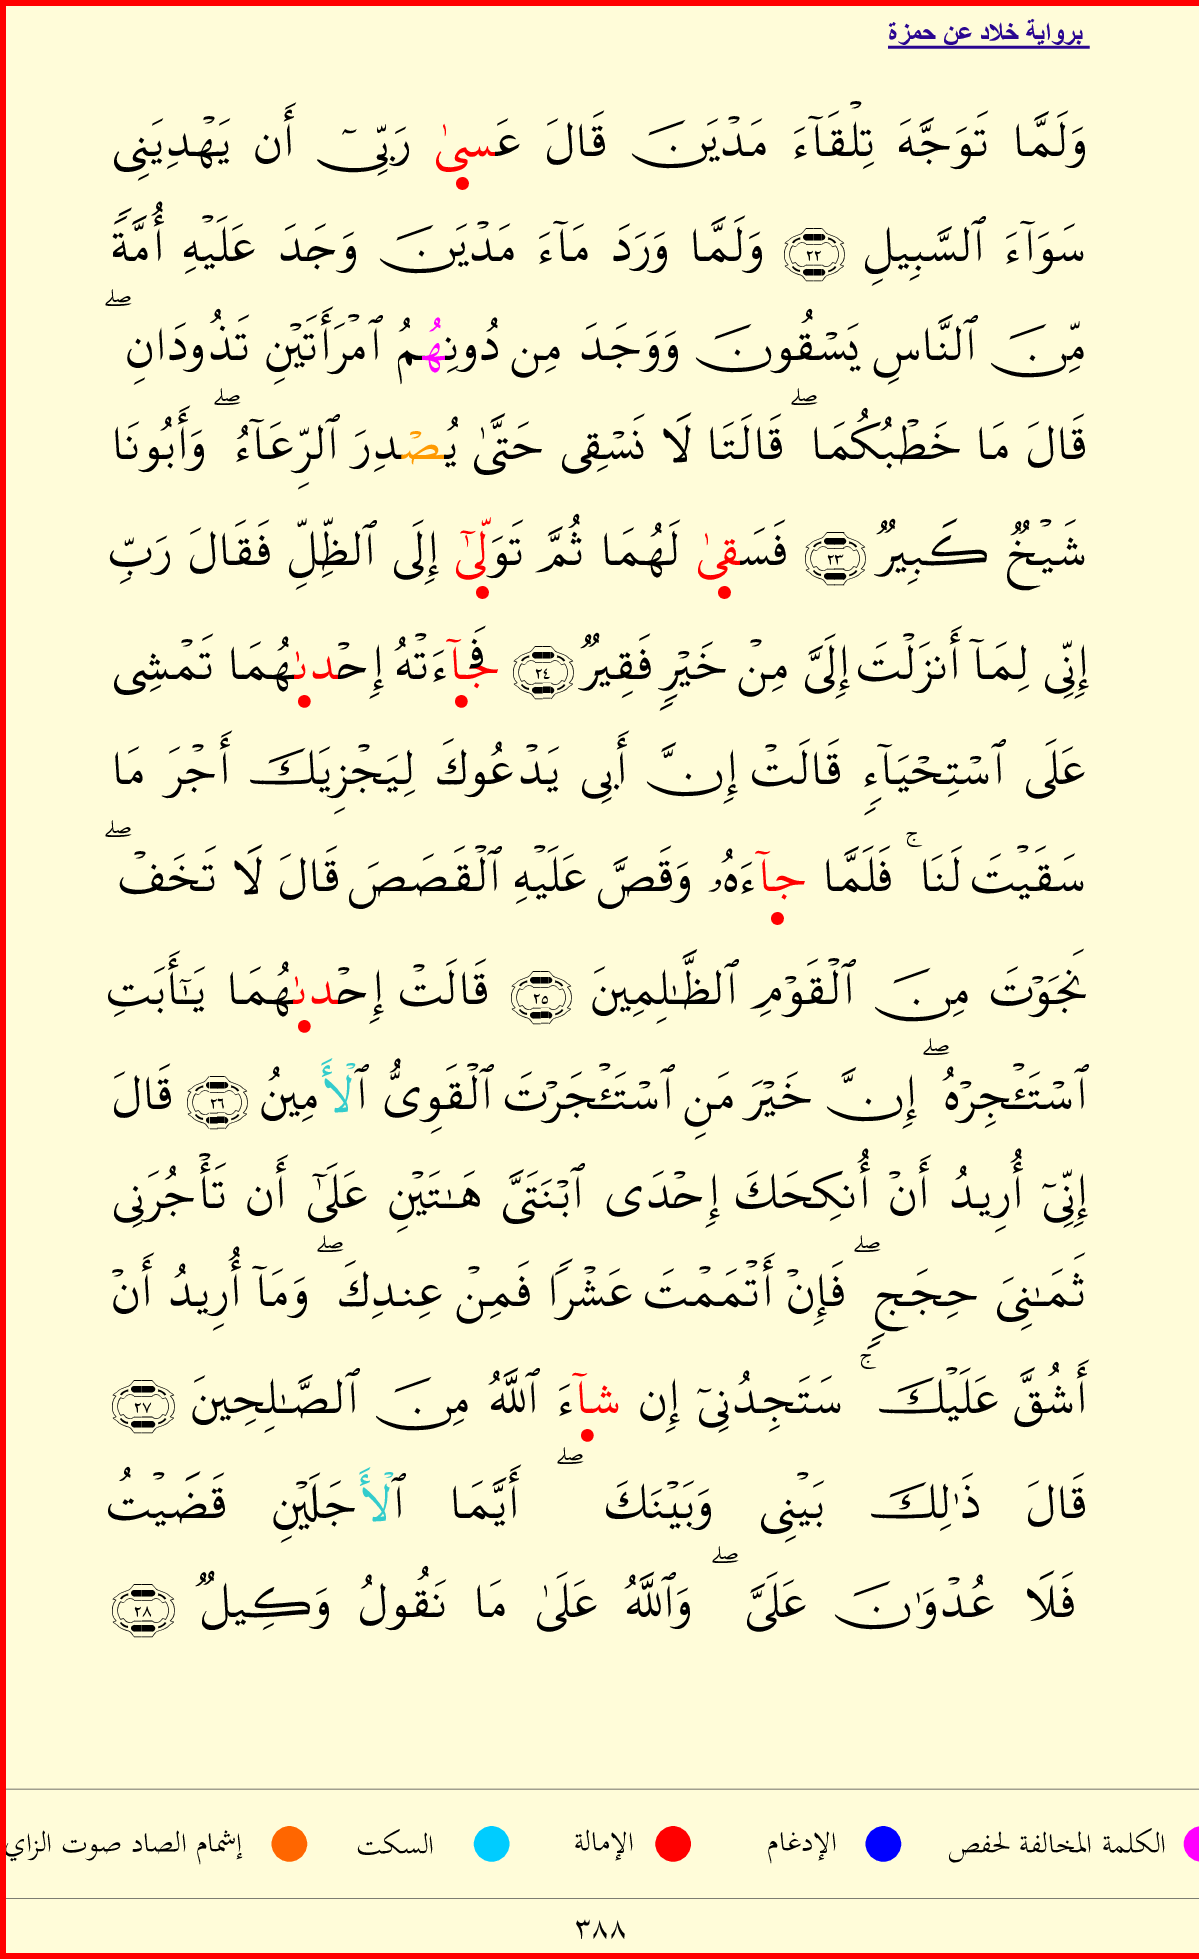 برواية خلاد عن حمزة
وَلَمَّا تَوَجَّهَ تِلْقَآءَ مَدْيَنَ قَالَ عَسىٰ رَبِّىٓ أَن يَهْدِيَنِى
سَوَآءَ ٱلسَّبِيلِ ٢٢ وَلَمَّا وَرَدَ مَآءَ مَدْيَنَ وَجَدَ عَلَيْهِ أُمَّةً
مِّنَ ٱلنَّاسِ يَسْقُونَ وَوَجَدَ مِن دُونِهُمُ ٱمْرَأَتَيْنِ تَذُودَانِ ۖ
قَالَ مَا خَطْبُكُمَا ۖ قَالَتَا لَا نَسْقِى حَتَّىٰ يُصْدِرَ ٱلرِّعَآءُ ۖ وَأَبُونَا
شَيْخٌ كَبِيرٌ ٢٣ فَسَقىٰ لَهُمَا ثُمَّ تَوَلّىٰٓ إِلَى ٱلظِّلِّ فَقَالَ رَبِّ
إِنِّى لِمَآ أَنزَلْتَ إِلَىَّ مِنْ خَيْرٍ فَقِيرٌ ٢٤ فَجآءَتْهُ إِحْدىٰهُمَا تَمْشِى
عَلَى ٱسْتِحْيَآءٍ قَالَتْ إِنَّ أَبِى يَدْعُوكَ لِيَجْزِيَكَ أَجْرَ مَا
سَقَيْتَ لَنَا ۚ فَلَمَّا جآءَهُۥ وَقَصَّ عَلَيْهِ ٱلْقَصَصَ قَالَ لَا تَخَفْ ۖ
نَجَوْتَ مِنَ ٱلْقَوْمِ ٱلظَّـٰلِمِينَ ٢٥ قَالَتْ إِحْدىٰهُمَا يَـٰٓأَبَتِ
ٱسْتَـْٔجِرْهُ ۖ إِنَّ خَيْرَ مَنِ ٱسْتَـْٔجَرْتَ ٱلْقَوِىُّ ٱلْأَمِينُ ٢٦ قَالَ
إِنِّىٓ أُرِيدُ أَنْ أُنكِحَكَ إِحْدَى ٱبْنَتَىَّ هَـٰتَيْنِ عَلَىٰٓ أَن تَأْجُرَنِى
ثَمَـٰنِىَ حِجَجٍ ۖ فَإِنْ أَتْمَمْتَ عَشْرًا فَمِنْ عِندِكَ ۖ وَمَآ أُرِيدُ أَنْ
أَشُقَّ عَلَيْكَ ۚ سَتَجِدُنِىٓ إِن شآءَ ٱللَّهُ مِنَ ٱلصَّـٰلِحِينَ ٢٧
قَالَ ذَٰلِكَ بَيْنِى وَبَيْنَكَ ۖ أَيَّمَا ٱلْأَجَلَيْنِ قَضَيْتُ
فَلَا عُدْوَٰنَ عَلَىَّ ۖ وَٱللَّهُ عَلَىٰ مَا نَقُولُ وَكِيلٌ ٢٨
الكلمة المخالفة لحفص الإدغام الإمالة السكت إشمام الصاد صوت الزاي
٣٨٨